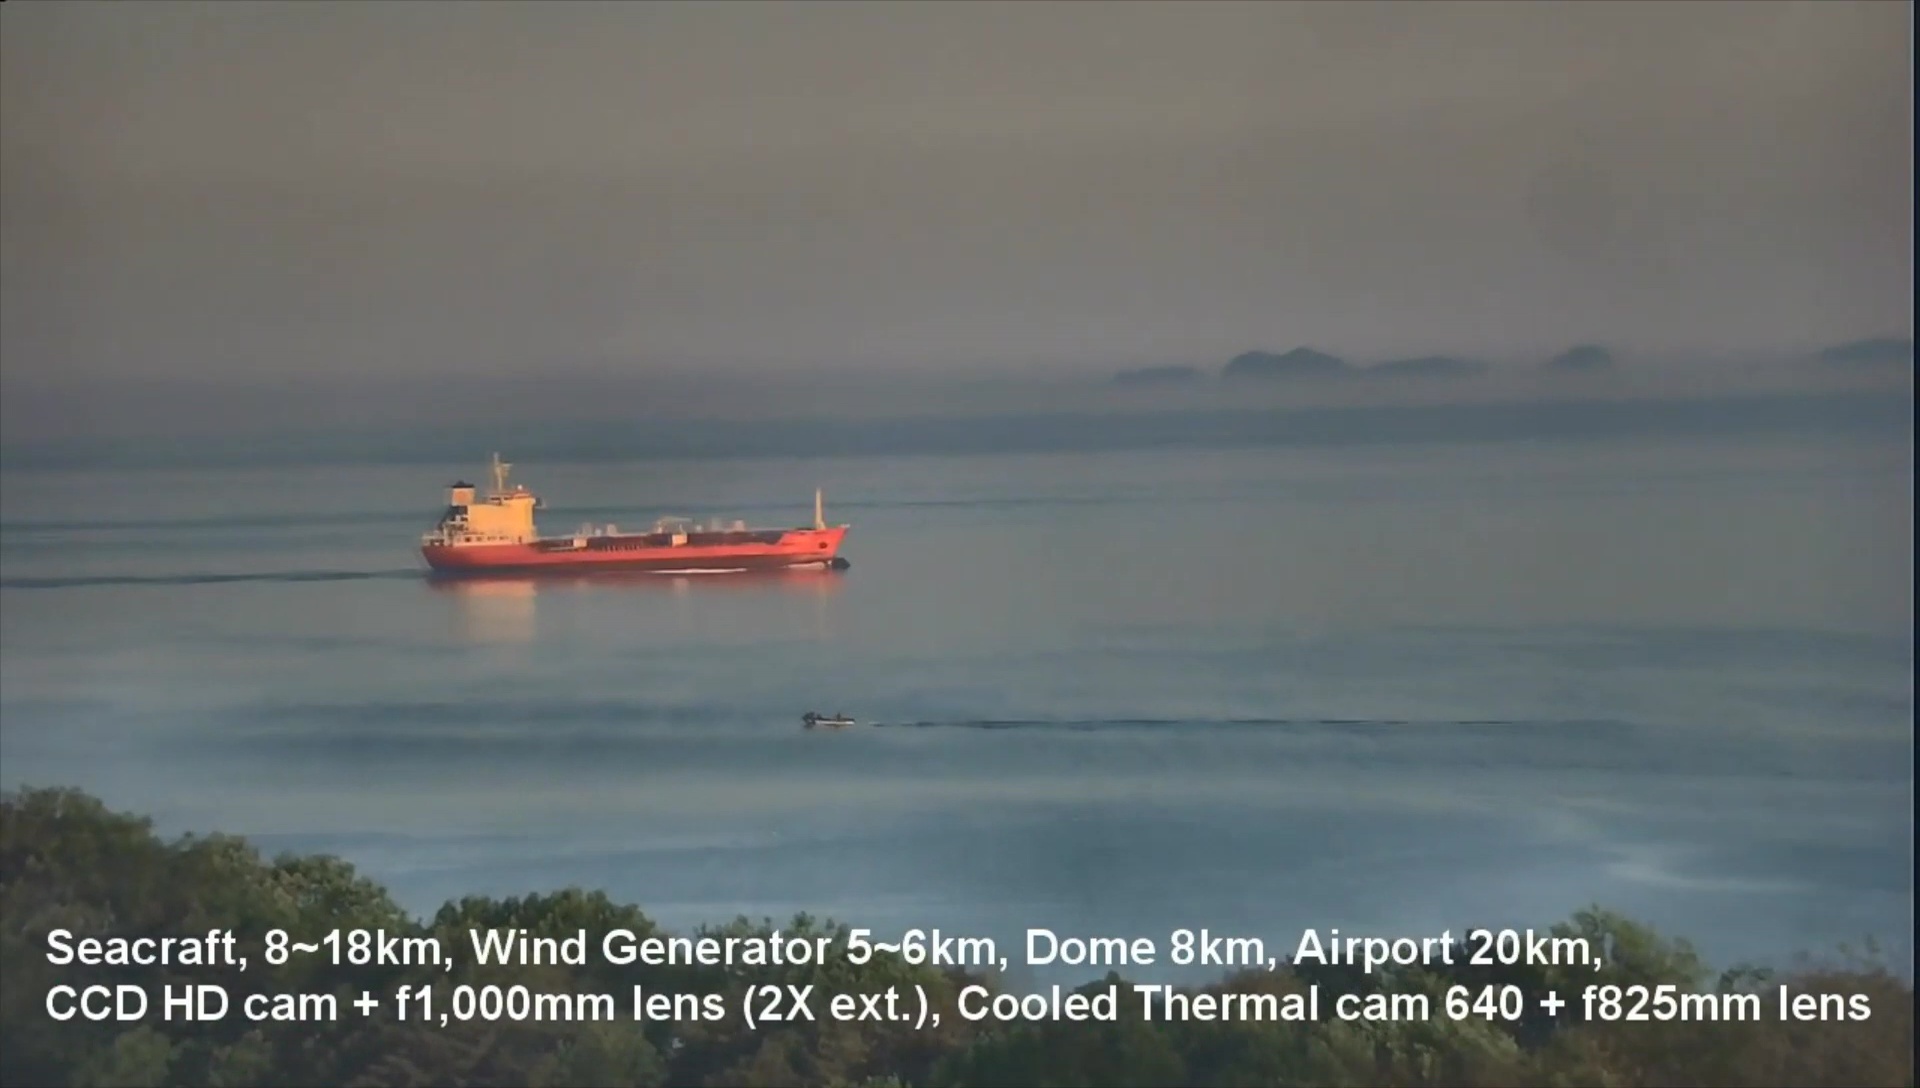 Seacraft, 8~18km, Wind Generator 5~6km, Dome 8km, Airport 20km,
CCD HD cam + f1,000mm lens (2X ext.), Cooled Thermal cam 640 + f825mm lens